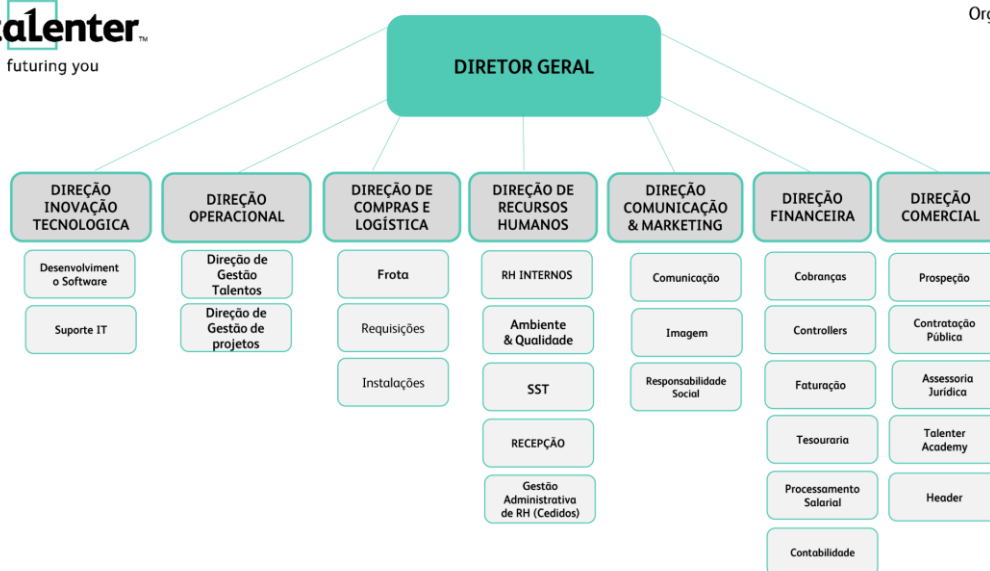 talenter™
futuring you
Org
DIRETOR GERAL
DIREÇÃO
INOVAÇÃO
TECNOLOGICA
Desenvolviment
o Software
Suporte IT
DIREÇÃO
OPERACIONAL
Direção de
Gestão
Talentos
Direção de
Gestão de
projetos
DIREÇÃO DE
COMPRAS E
LOGÍSTICA
Frota
Requisições
Instalações
DIREÇÃO DE
RECURSOS
HUMANOS
RH INTERNOS
Ambiente
& Qualidade
SST
RECEPÇÃO
Gestão
Administrativa
de RH (Cedidos)
DIREÇÃO
COMUNICAÇÃO
& MARKETING
Comunicação
Imagem
Responsabilidade
Social
DIREÇÃO
FINANCEIRA
Cobranças
Controllers
Faturação
Tesouraria
Processamento
Salarial
Contabilidade
DIREÇÃO
COMERCIAL
Prospeção
Contratação
Pública
Assessoria
Jurídica
Talenter
Academy
Header